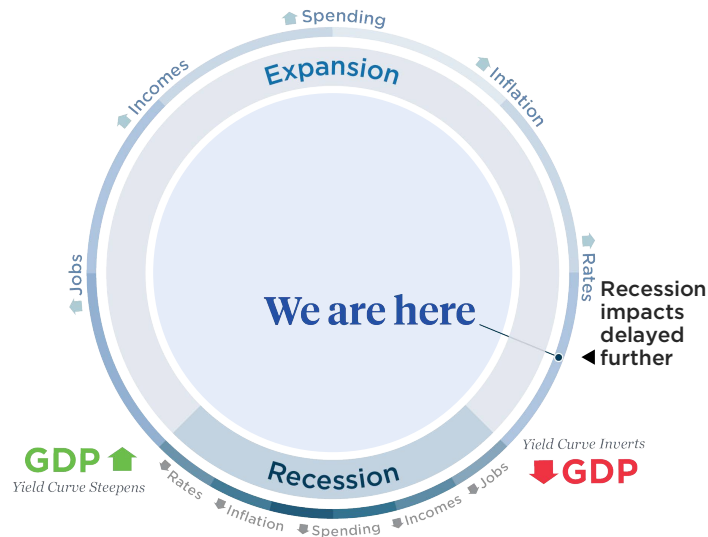 Spending
Incomes
Expansion
Inflation
Jobs
Rates
We are here
Recession
impacts
delayed
further
GDP
Yield Curve Steepens
Yield Curve Inverts
GDP
Recession
Rates
Inflation
Spending
Incomes
Jobs